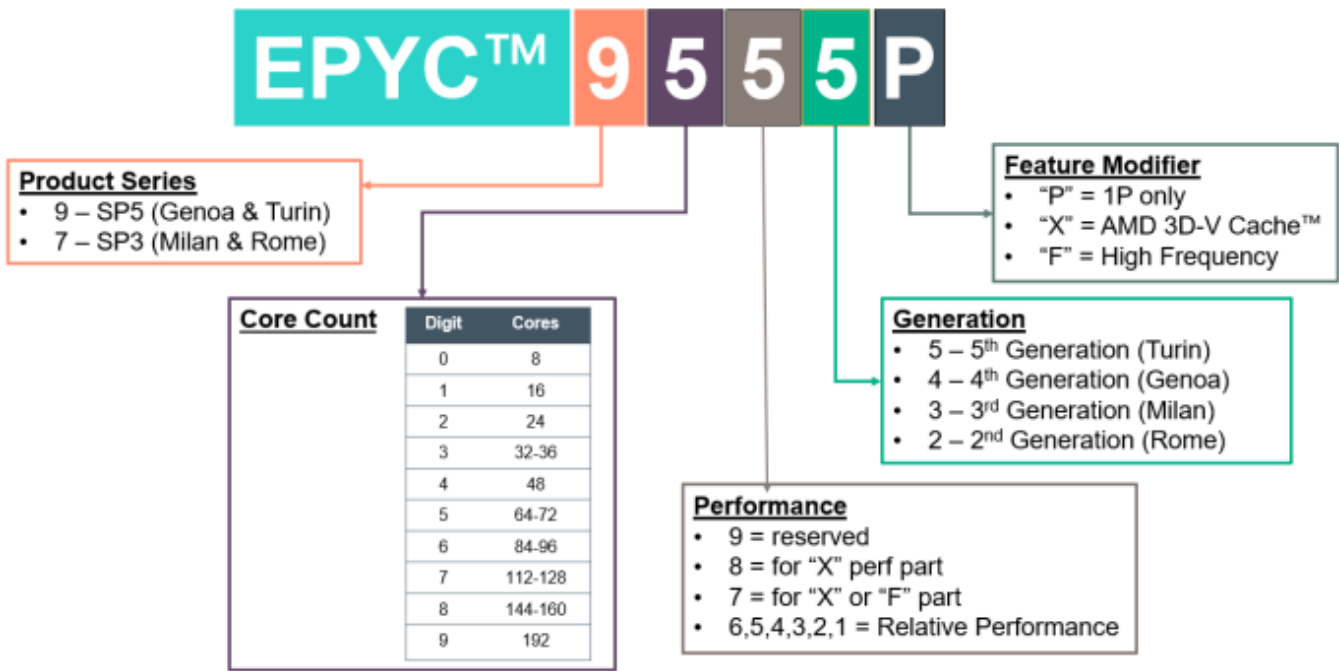 EPYC™ 9 5 5 5 P
Product Series
• 9 – SP5 (Genoa & Turin)
• 7 – SP3 (Milan & Rome)
Feature Modifier
• “P” = 1P only
• “X” = AMD 3D-V Cache™
• “F” = High Frequency
Core Count
Digit Cores
0 8
1 16
2 24
3 32-36
4 48
5 64-72
6 84-96
7 112-128
8 144-160
9 192
Generation
• 5 – 5th Generation (Turin)
• 4 – 4th Generation (Genoa)
• 3 – 3rd Generation (Milan)
• 2 – 2nd Generation (Rome)
Performance
• 9 = reserved
• 8 = for “X” perf part
• 7 = for “X” or “F” part
• 6,5,4,3,2,1 = Relative Performance